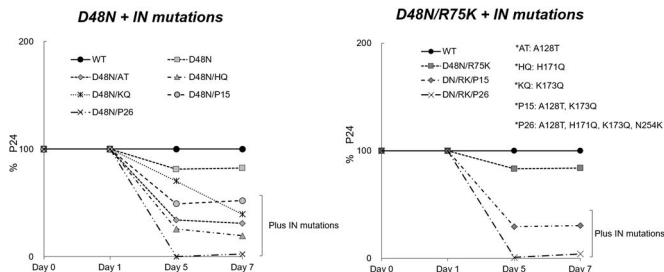 D48N + IN mutations
200
WT
D48N
D48N/AT
D48N/HQ
D48N/KQ
D48N/P15
D48N/P26
% P24
100
Plus IN mutations
0
Day 0
Day 1
Day 5
Day 7
D48N/R75K + IN mutations
200
WT
D48N/R75K
DN/RK/P15
DN/RK/P26
*AT: A128T
*HQ: H171Q
*KQ: K173Q
*P15: A128T, K173Q
*P26: A128T, H171Q, K173Q, N254K
% P24
100
Plus IN mutations
0
Day 0
Day 1
Day 5
Day 7